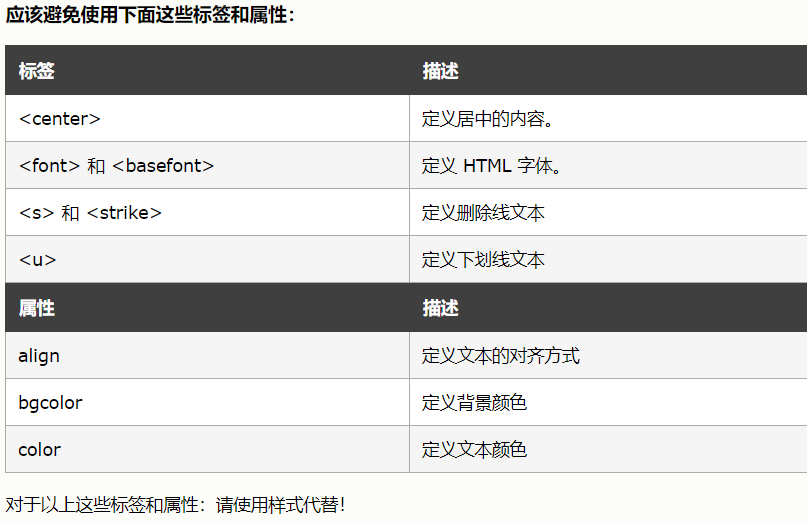 应该避免使用下面这些标签和属性：
标签 描述
<center> 定义居中的内容。
<font> 和 <basefont> 定义 HTML 字体。
<s> 和 <strike> 定义删除线文本
<u> 定义下划线文本
属性 描述
align 定义文本的对齐方式
bgcolor 定义背景颜色
color 定义文本颜色
对于以上这些标签和属性：请使用样式代替！